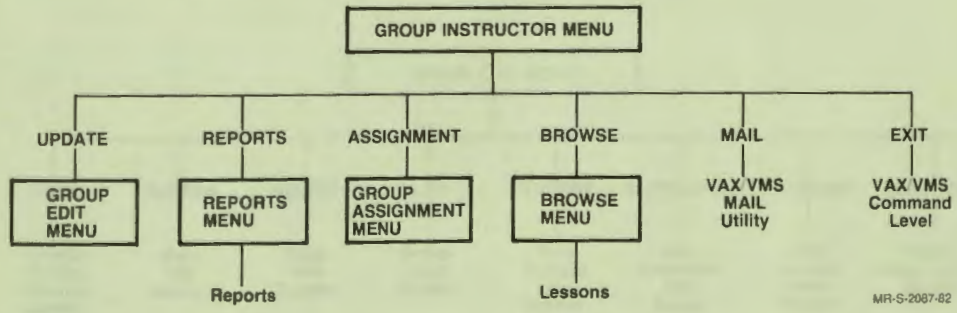 GROUP INSTRUCTOR MENU
UPDATE REPORTS ASSIGNMENT BROWSE MAIL EXIT
GROUP
EDIT
MENU
REPORTS
MENU
GROUP
ASSIGNMENT
MENU
BROWSE
MENU
VAX/VMS
MAIL
Utility
VAX/VMS
Command
Level
Reports
Lessons
MR-S-2087-82